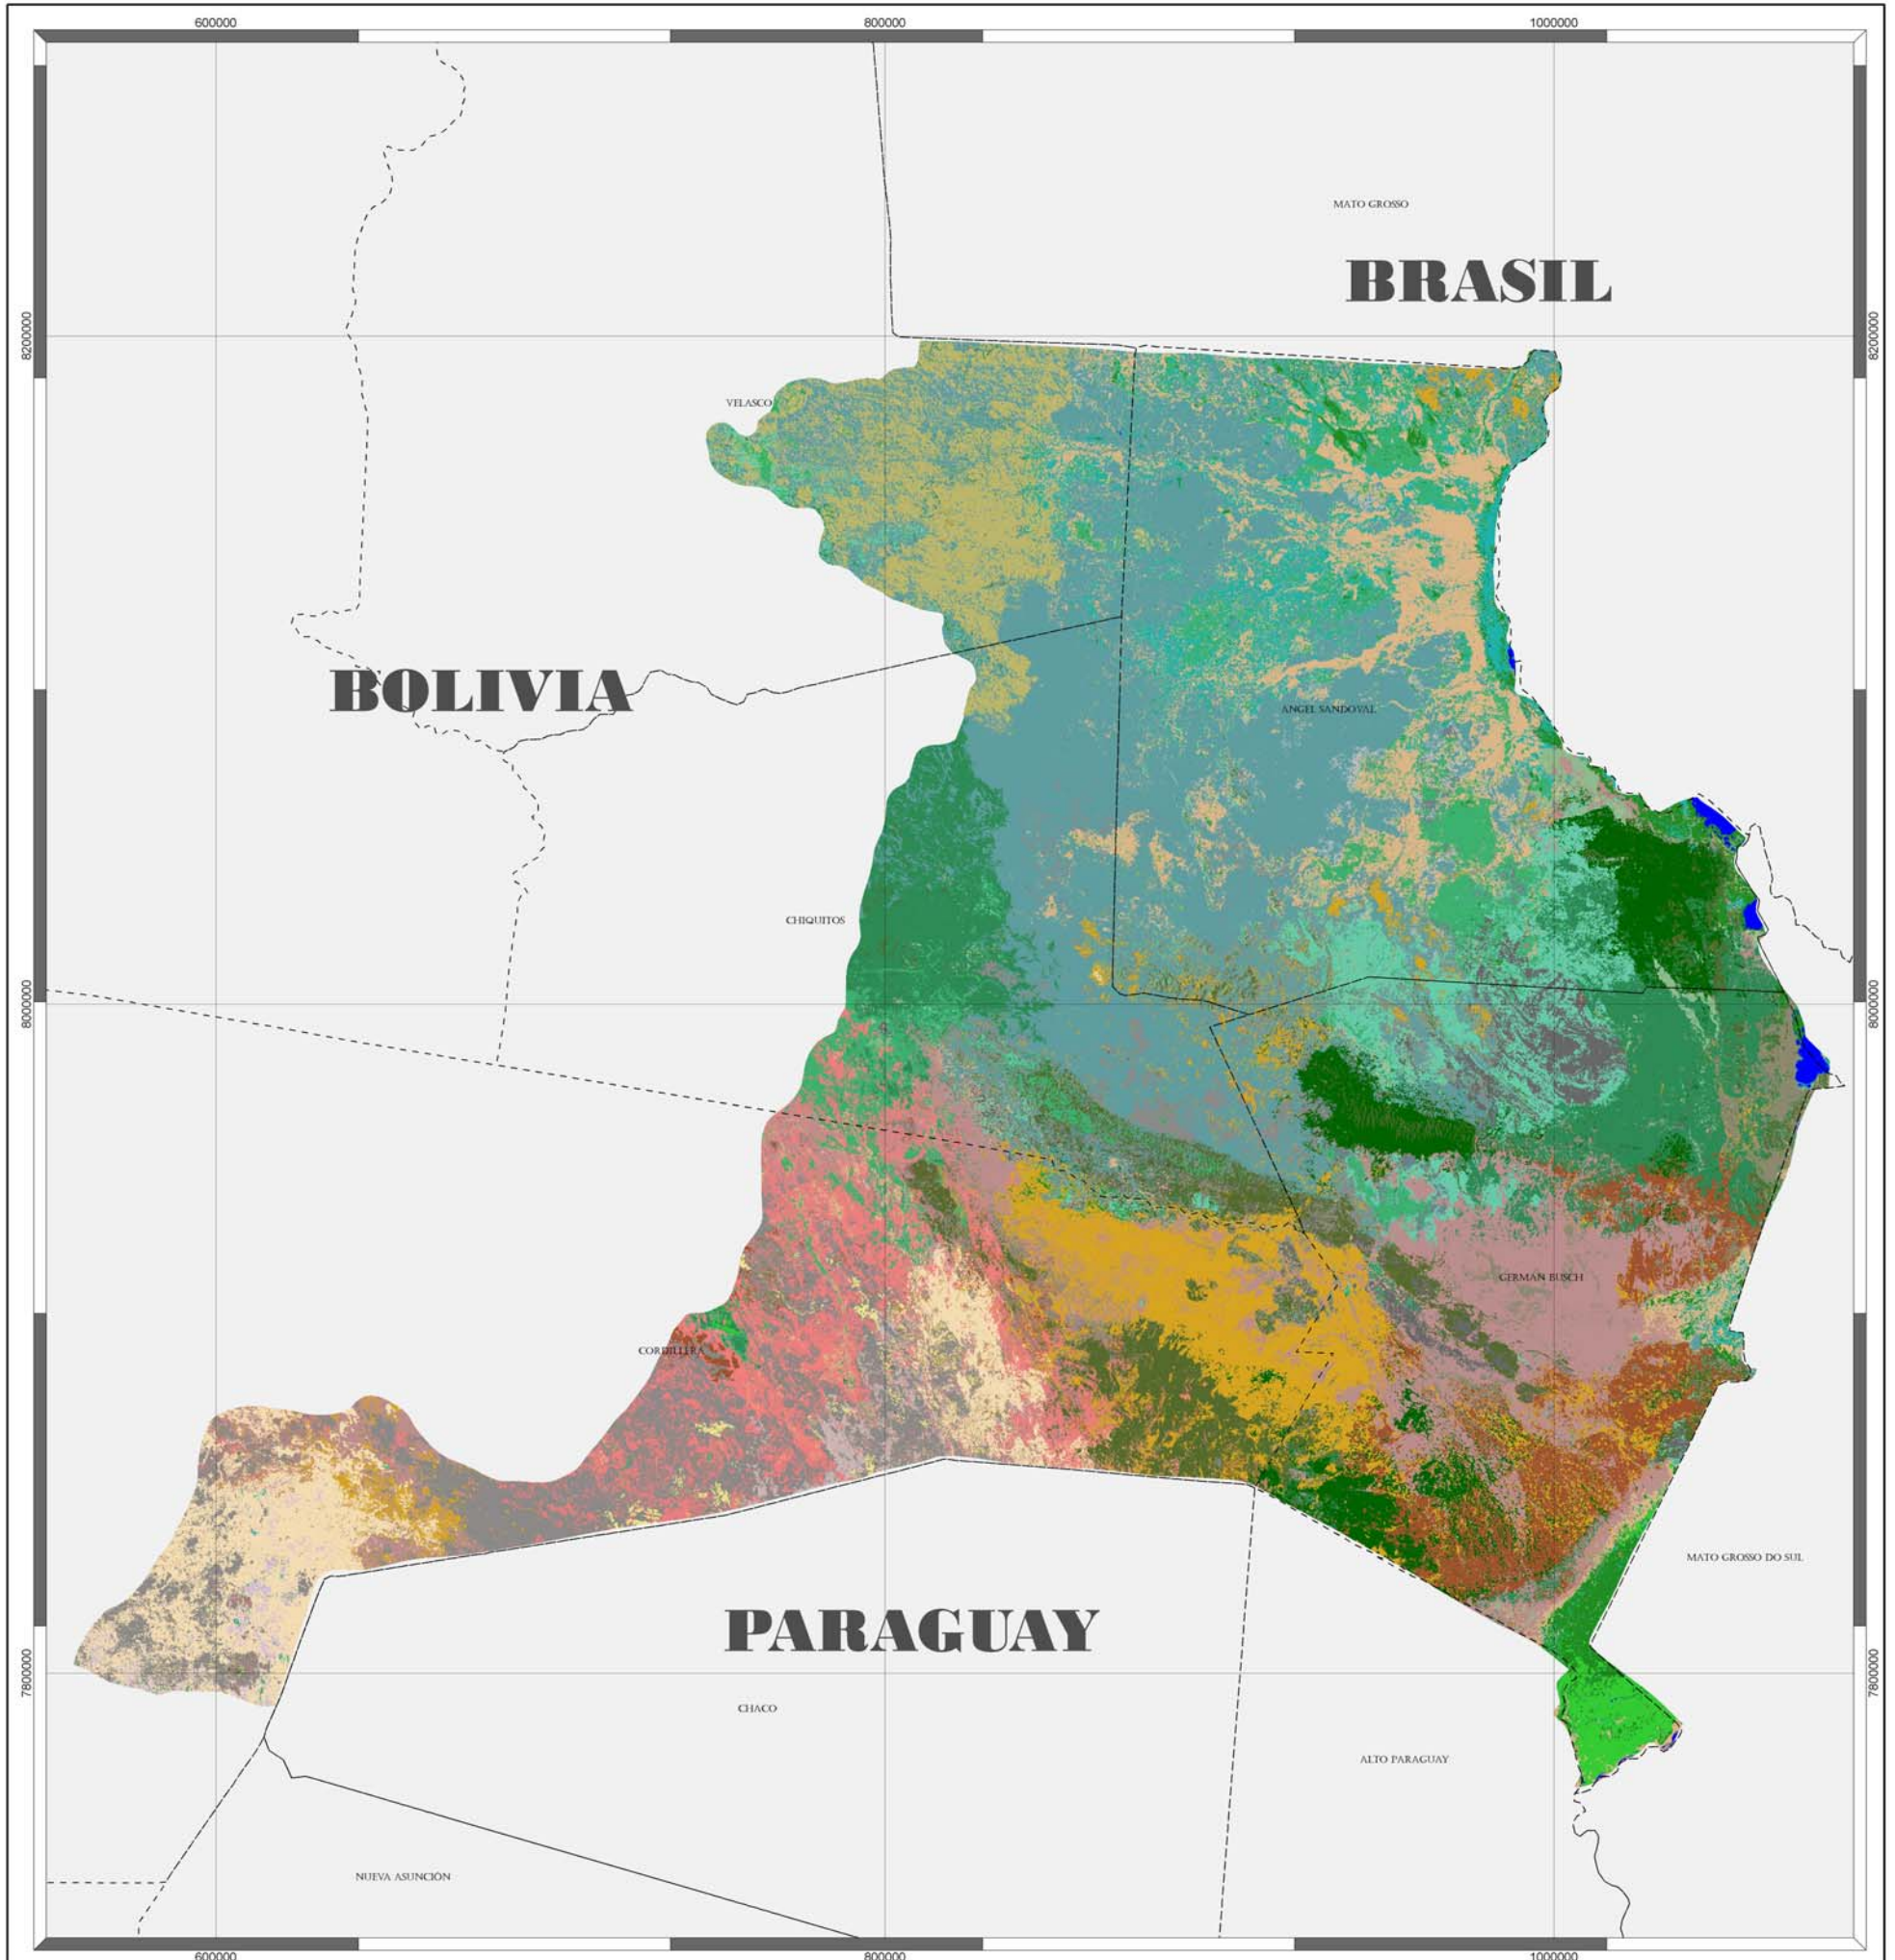 600000 800000 1000000
MATO GROSSO
BRASIL
8200000 8200000
VELASCO
BOLIVIA
ANGEL SANDOVAL
CHIQUITOS
8000000 8000000
GERMAN BUSCH
CORDILLERA
MATO GROSSO DO SUL
PARAGUAY
7800000 7800000
CHACO
ALTO PARAGUAY
NUEVA ASUNCIÓN
600000 800000 1000000